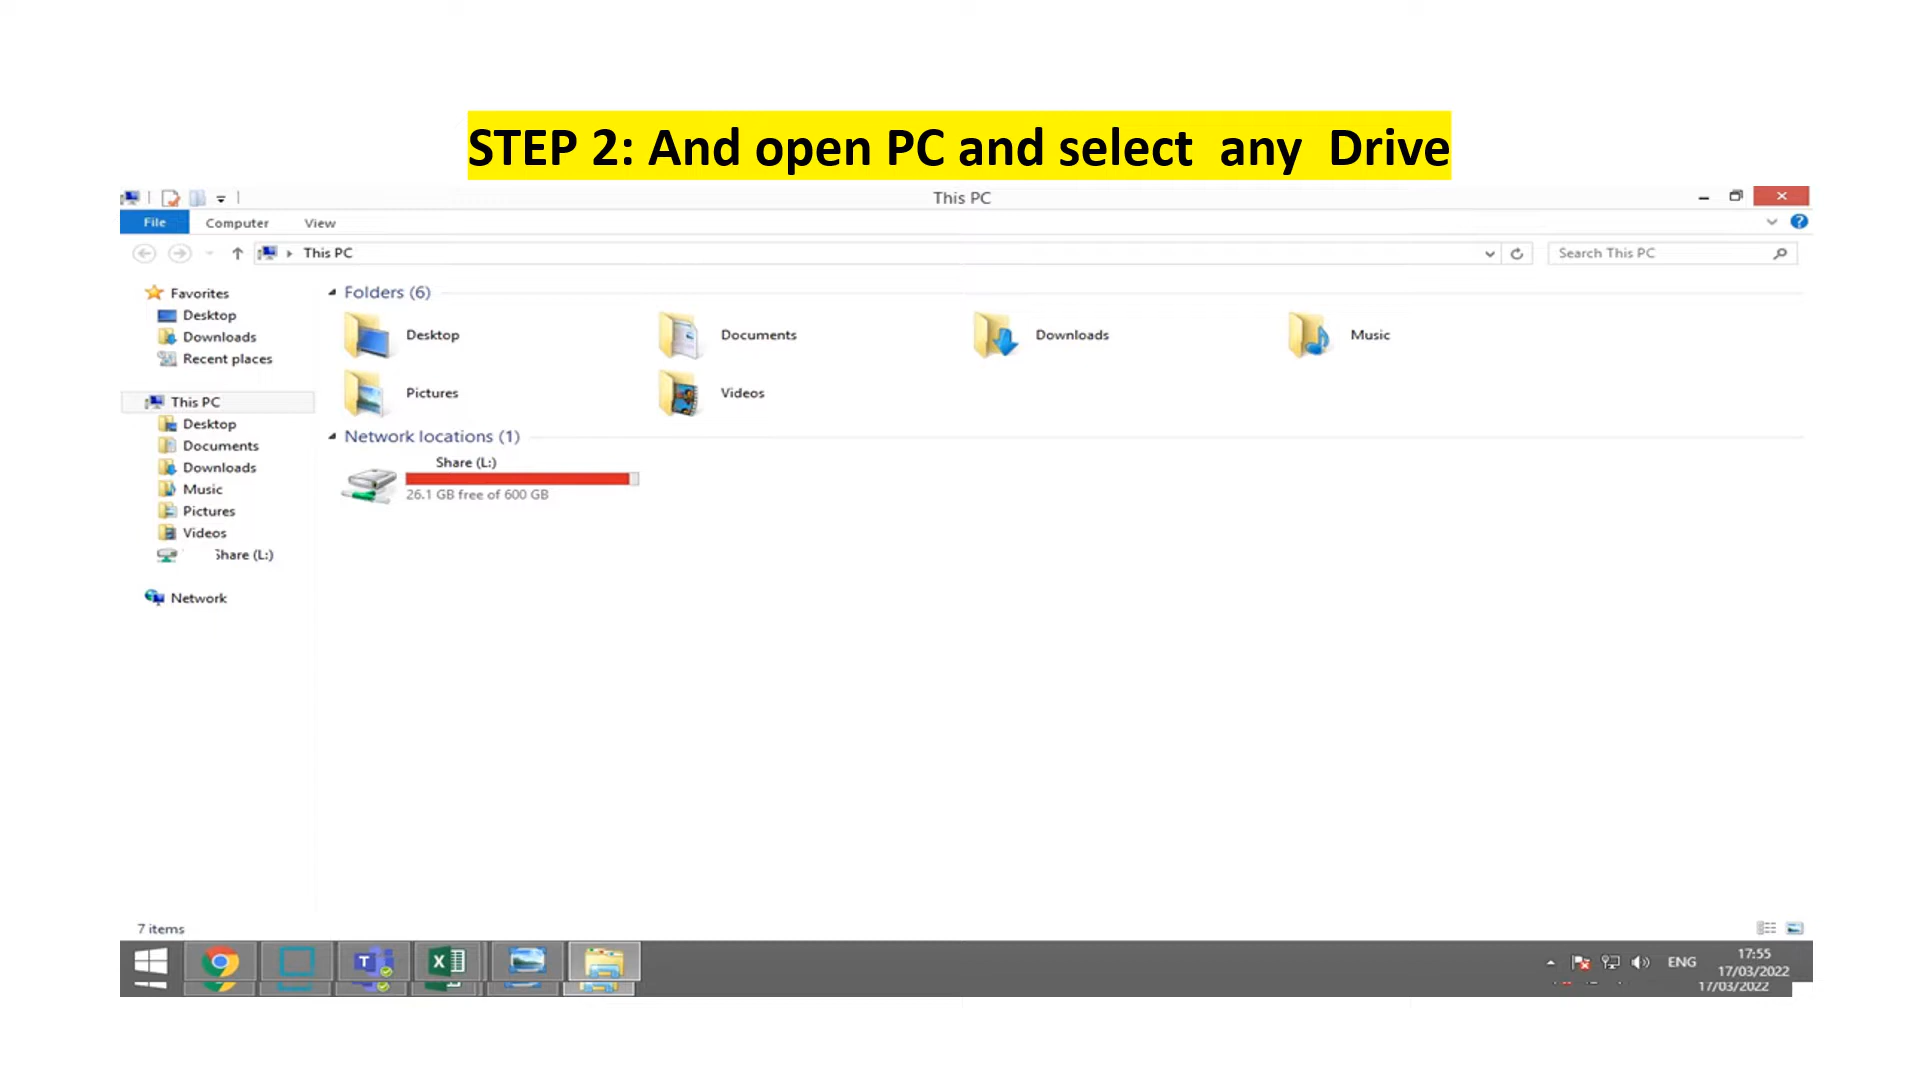 STEP 2: And open PC and select any Drive
This PC
File Computer View
This PC
Search This PC
Favorites
Desktop
Downloads
Recent places
This PC
Desktop
Documents
Downloads
Music
Pictures
Videos
Share (L:)
Network
Folders (6)
Desktop Documents Downloads Music
Pictures Videos
Network locations (1)
Share (L:)
26.1 GB free of 600 GB
7 items
ENG
17:55
17/03/2022
17/03/2022